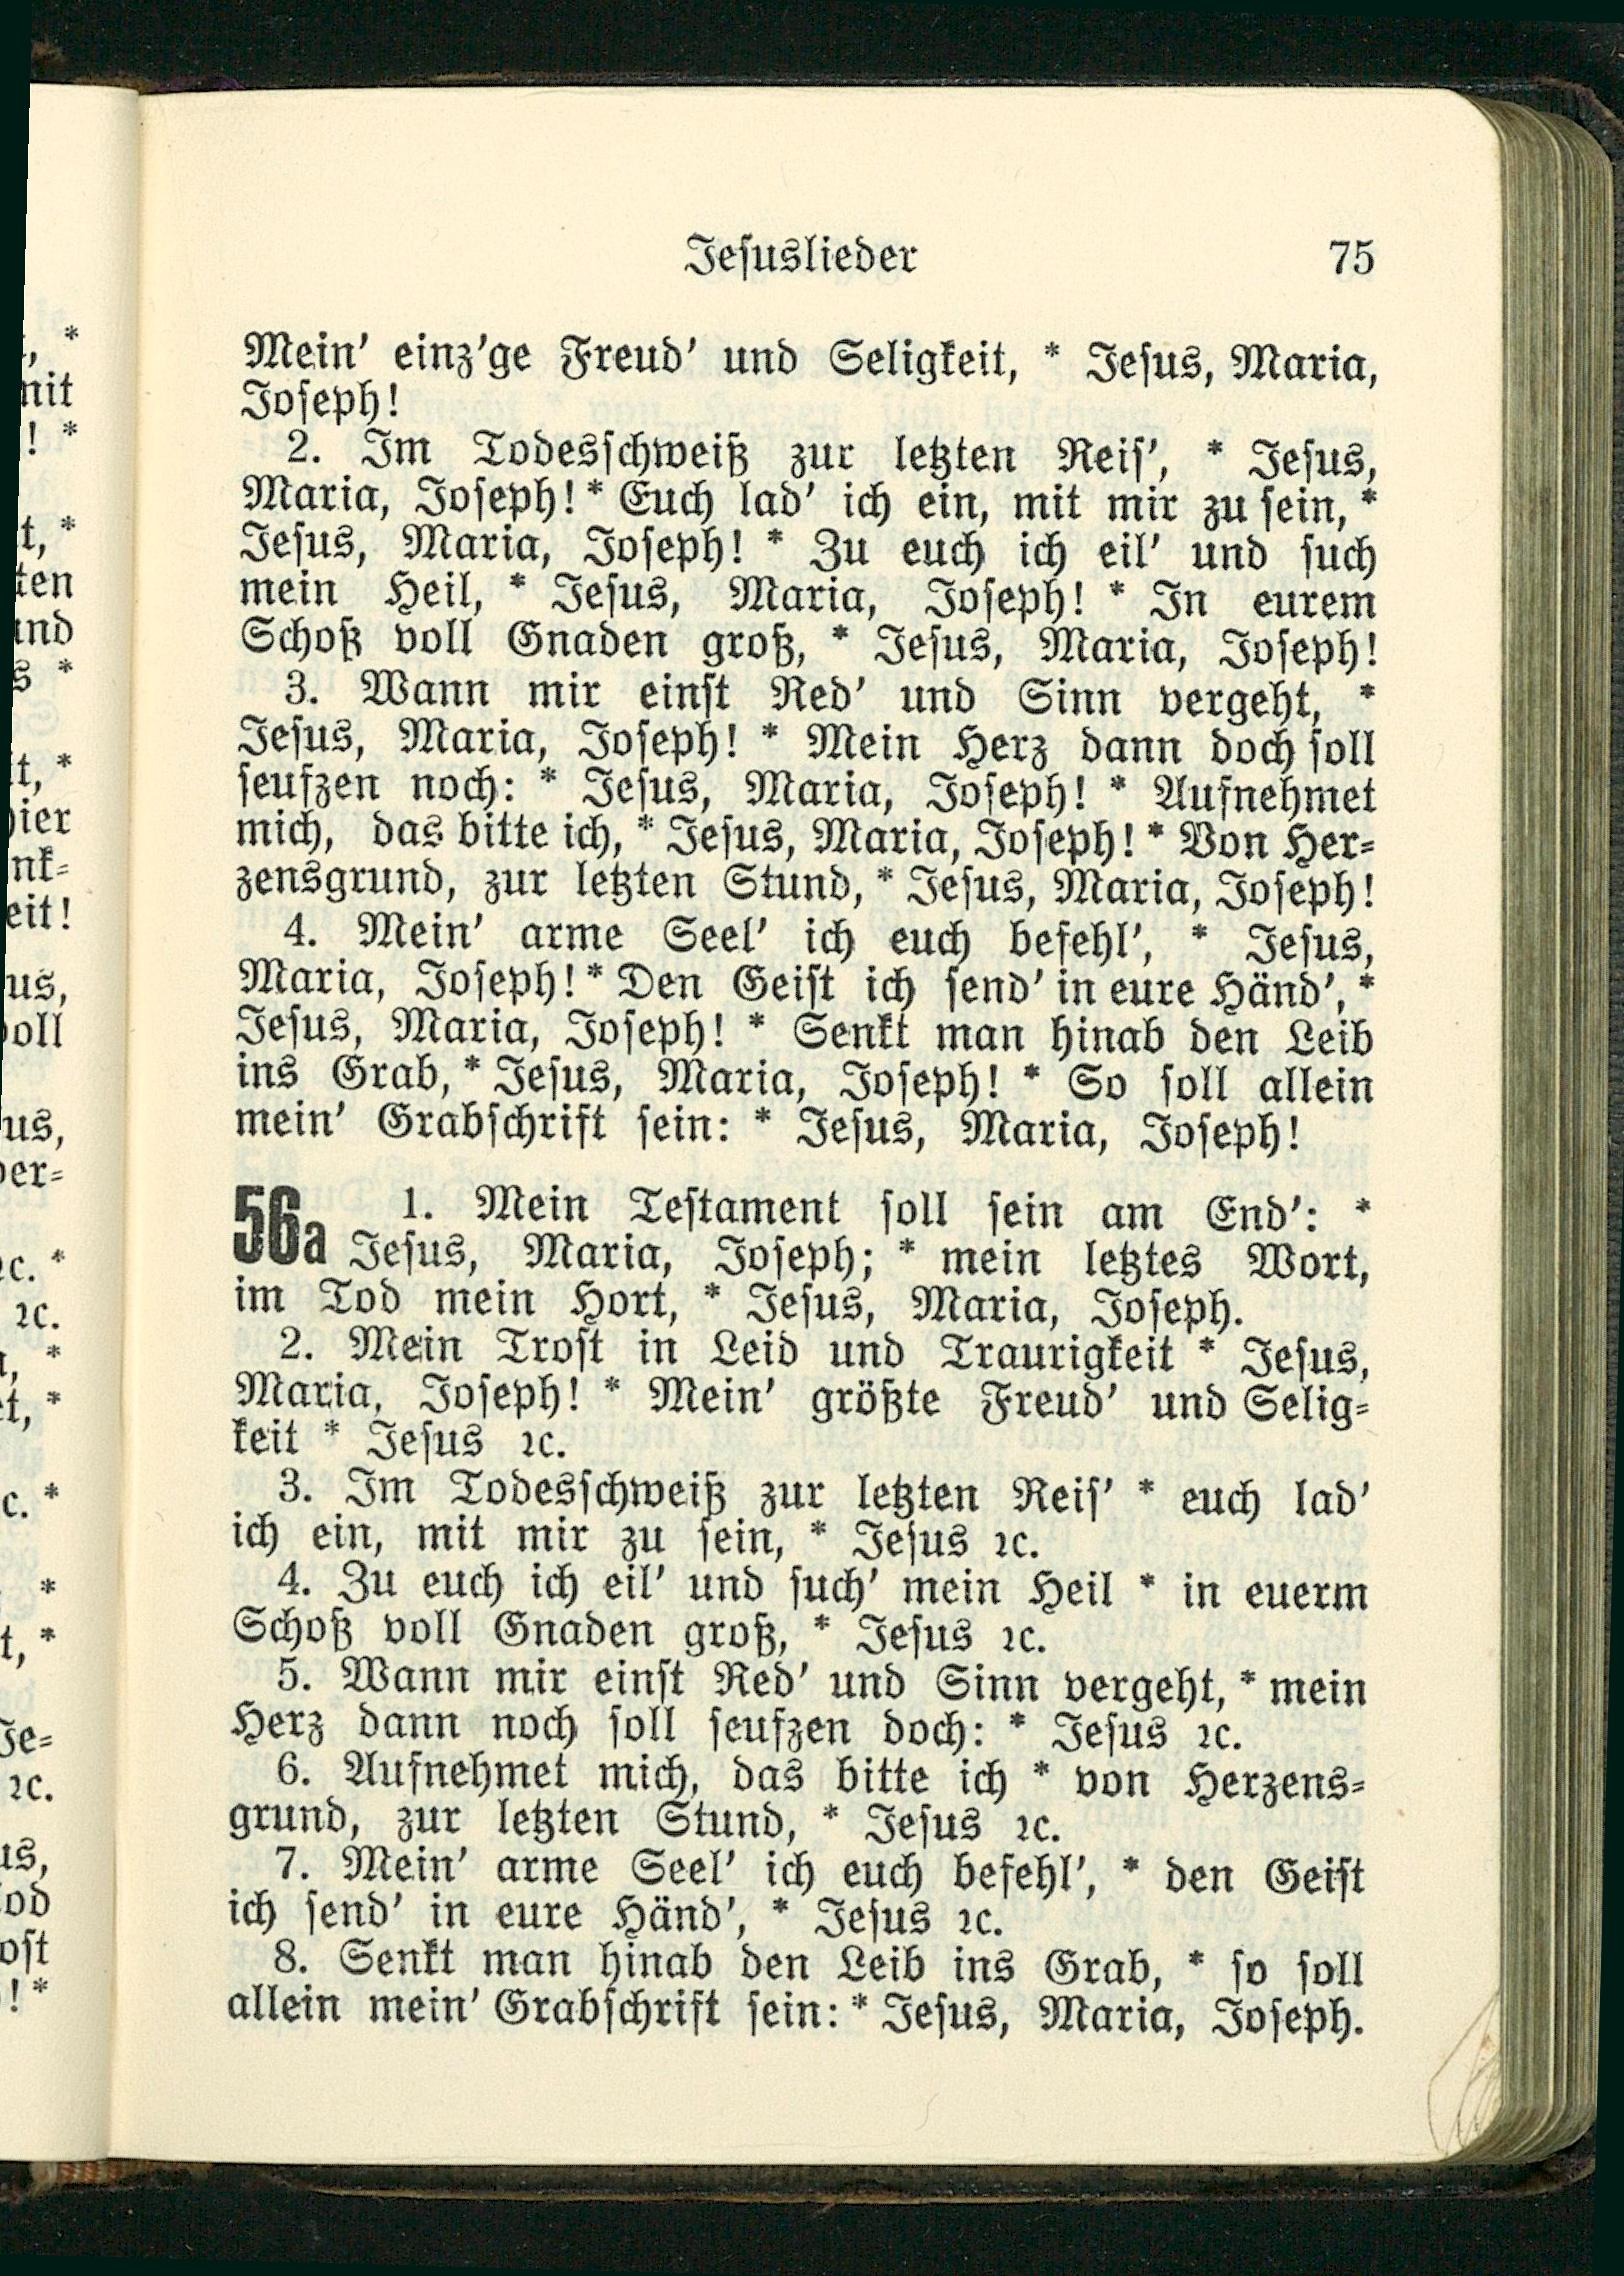 Jesuslieder 75
Mein' einz'ge Freud' und Seligkeit, * Jesus, Maria,
Joseph!
2. Im Todesschweiß zur letzten Reis', * Jesus,
Maria, Joseph! * Euch lad' ich ein, mit mir zu sein, *
Jesus, Maria, Joseph! * Zu euch ich eil' und such
mein Heil, * Jesus, Maria, Joseph! * In eurem
Schoß voll Gnaden groß, * Jesus, Maria, Joseph!
3. Wann mir einst Red' und Sinn vergeht, *
Jesus, Maria, Joseph! * Mein Herz dann doch soll
seufzen noch: * Jesus, Maria, Joseph! * Aufnehmet
mich, das bitte ich, * Jesus, Maria, Joseph! * Von Her-
zensgrund, zur letzten Stund, * Jesus, Maria, Joseph!
4. Mein' arme Seel' ich euch befehl', * Jesus,
Maria, Joseph! * Den Geist ich send' in eure Händ', *
Jesus, Maria, Joseph! * Senkt man hinab den Leib
ins Grab, * Jesus, Maria, Joseph! * So soll allein
mein' Grabschrift sein: * Jesus, Maria, Joseph!
56a 1. Mein Testament soll sein am End': *
Jesus, Maria, Joseph; * mein letztes Wort,
im Tod mein Hort, * Jesus, Maria, Joseph.
2. Mein Trost in Leid und Traurigkeit * Jesus,
Maria, Joseph! * Mein' größte Freud' und Selig-
keit * Jesus ꝛc.
3. Im Todesschweiß zur letzten Reis' * euch lad'
ich ein, mit mir zu sein, * Jesus ꝛc.
4. Zu euch ich eil' und such' mein Heil * in euerm
Schoß voll Gnaden groß, * Jesus ꝛc.
5. Wann mir einst Red' und Sinn vergeht, * mein
Herz dann noch soll seufzen doch: * Jesus ꝛc.
6. Aufnehmet mich, das bitte ich * von Herzens-
grund, zur letzten Stund, * Jesus ꝛc.
7. Mein' arme Seel' ich euch befehl', * den Geist
ich send' in eure Händ', * Jesus ꝛc.
8. Senkt man hinab den Leib ins Grab, * so soll
allein mein' Grabschrift sein: * Jesus, Maria, Joseph.